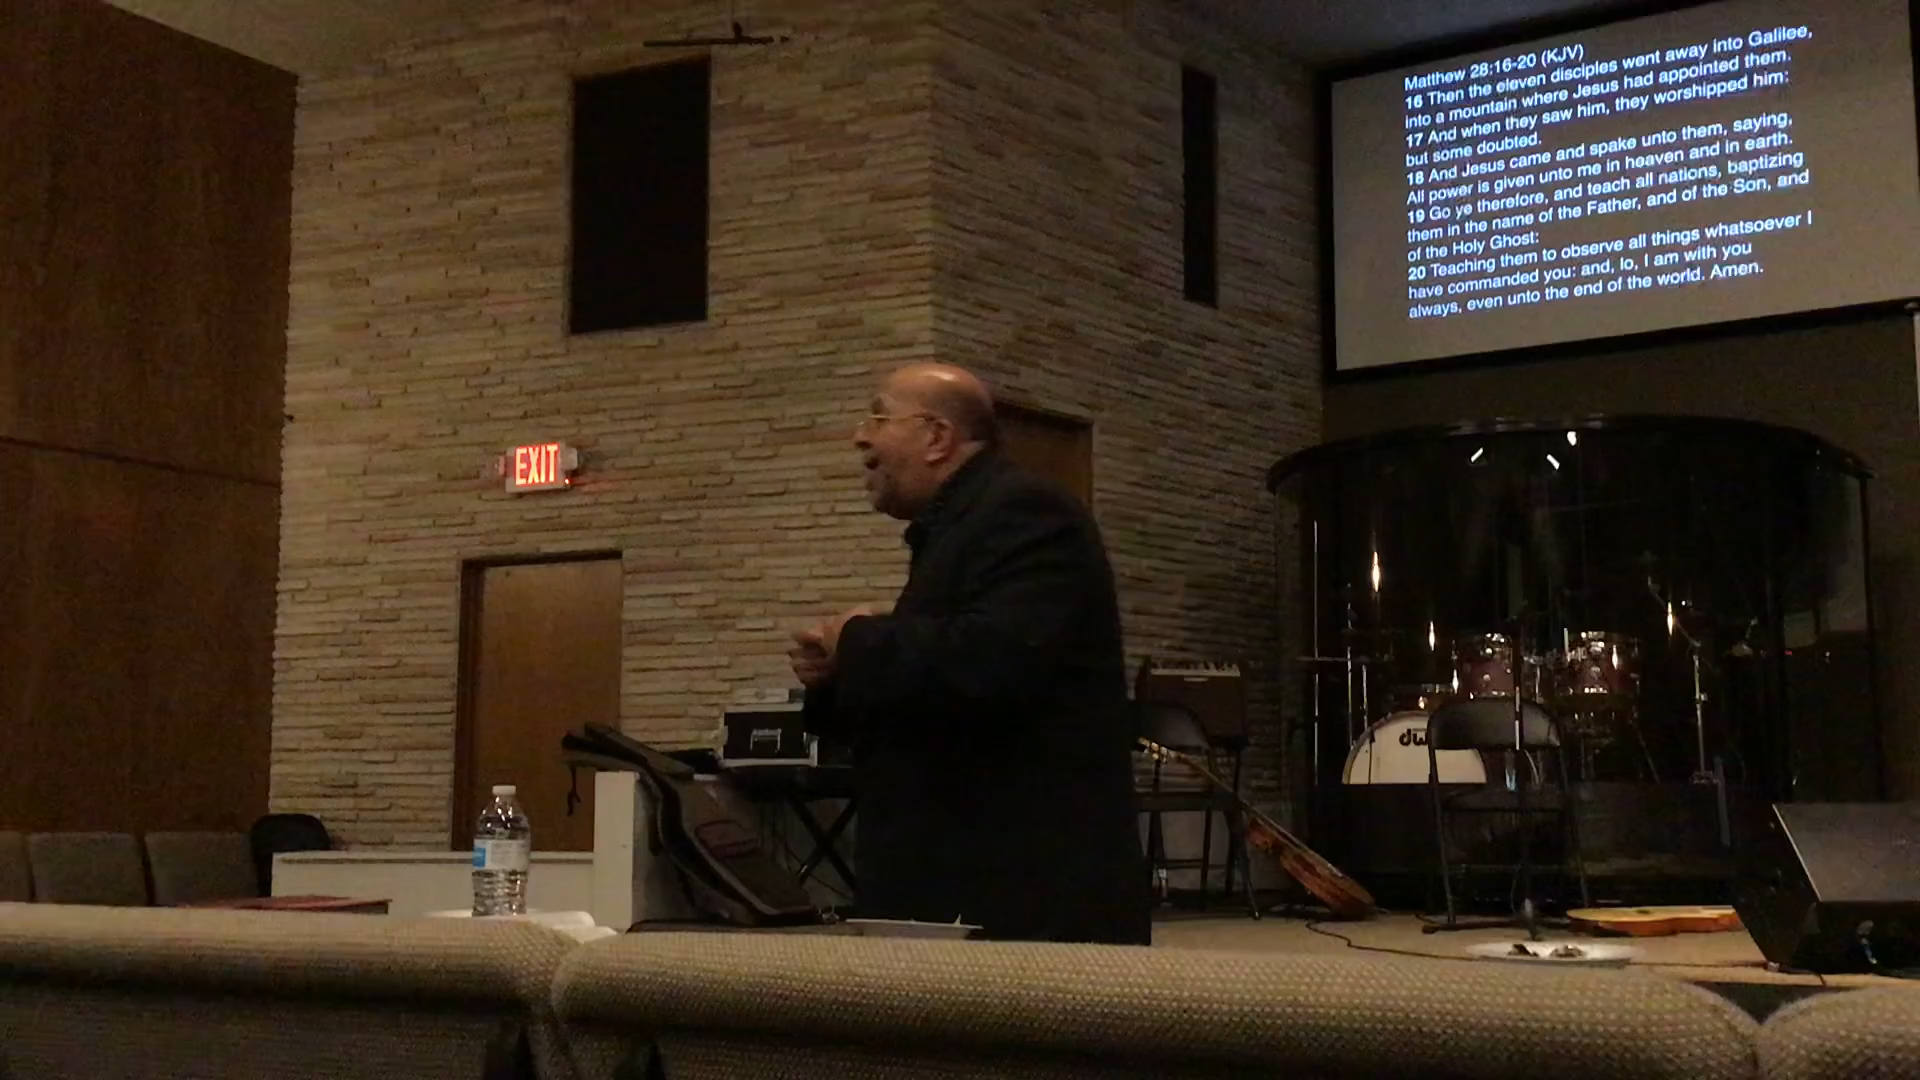 Matthew 28:16-20 (KJV)
16 Then the eleven disciples went away into Galilee,
into a mountain where Jesus had appointed them.
17 And when they saw him, they worshipped him:
but some doubted.
18 And Jesus came and spake unto them, saying,
All power is given unto me in heaven and in earth.
19 Go ye therefore, and teach all nations, baptizing
them in the name of the Father, and of the Son, and
of the Holy Ghost:
20 Teaching them to observe all things whatsoever I
have commanded you: and, lo, I am with you
always, even unto the end of the world. Amen.
EXIT